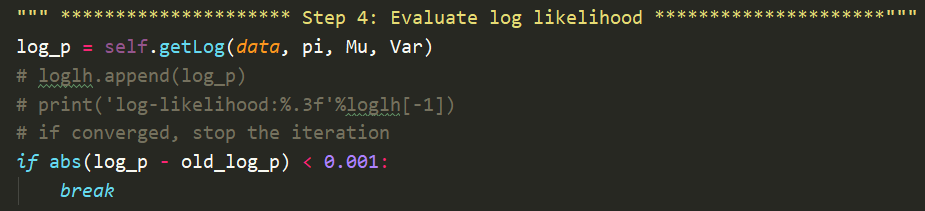 """ ********************* Step 4: Evaluate log likelihood *********************"""
log_p = self.getLog(data, pi, Mu, Var)
# loglh.append(log_p)
# print('log-likelihood:%.3f'%loglh[-1])
# if converged, stop the iteration
if abs(log_p - old_log_p) < 0.001:
break